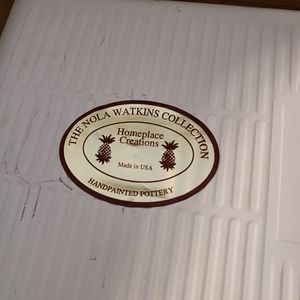 THE NOLA WATKINS COLLECTION
Homeplace
Creations
Made in USA
HANDPAINTED POTTERY